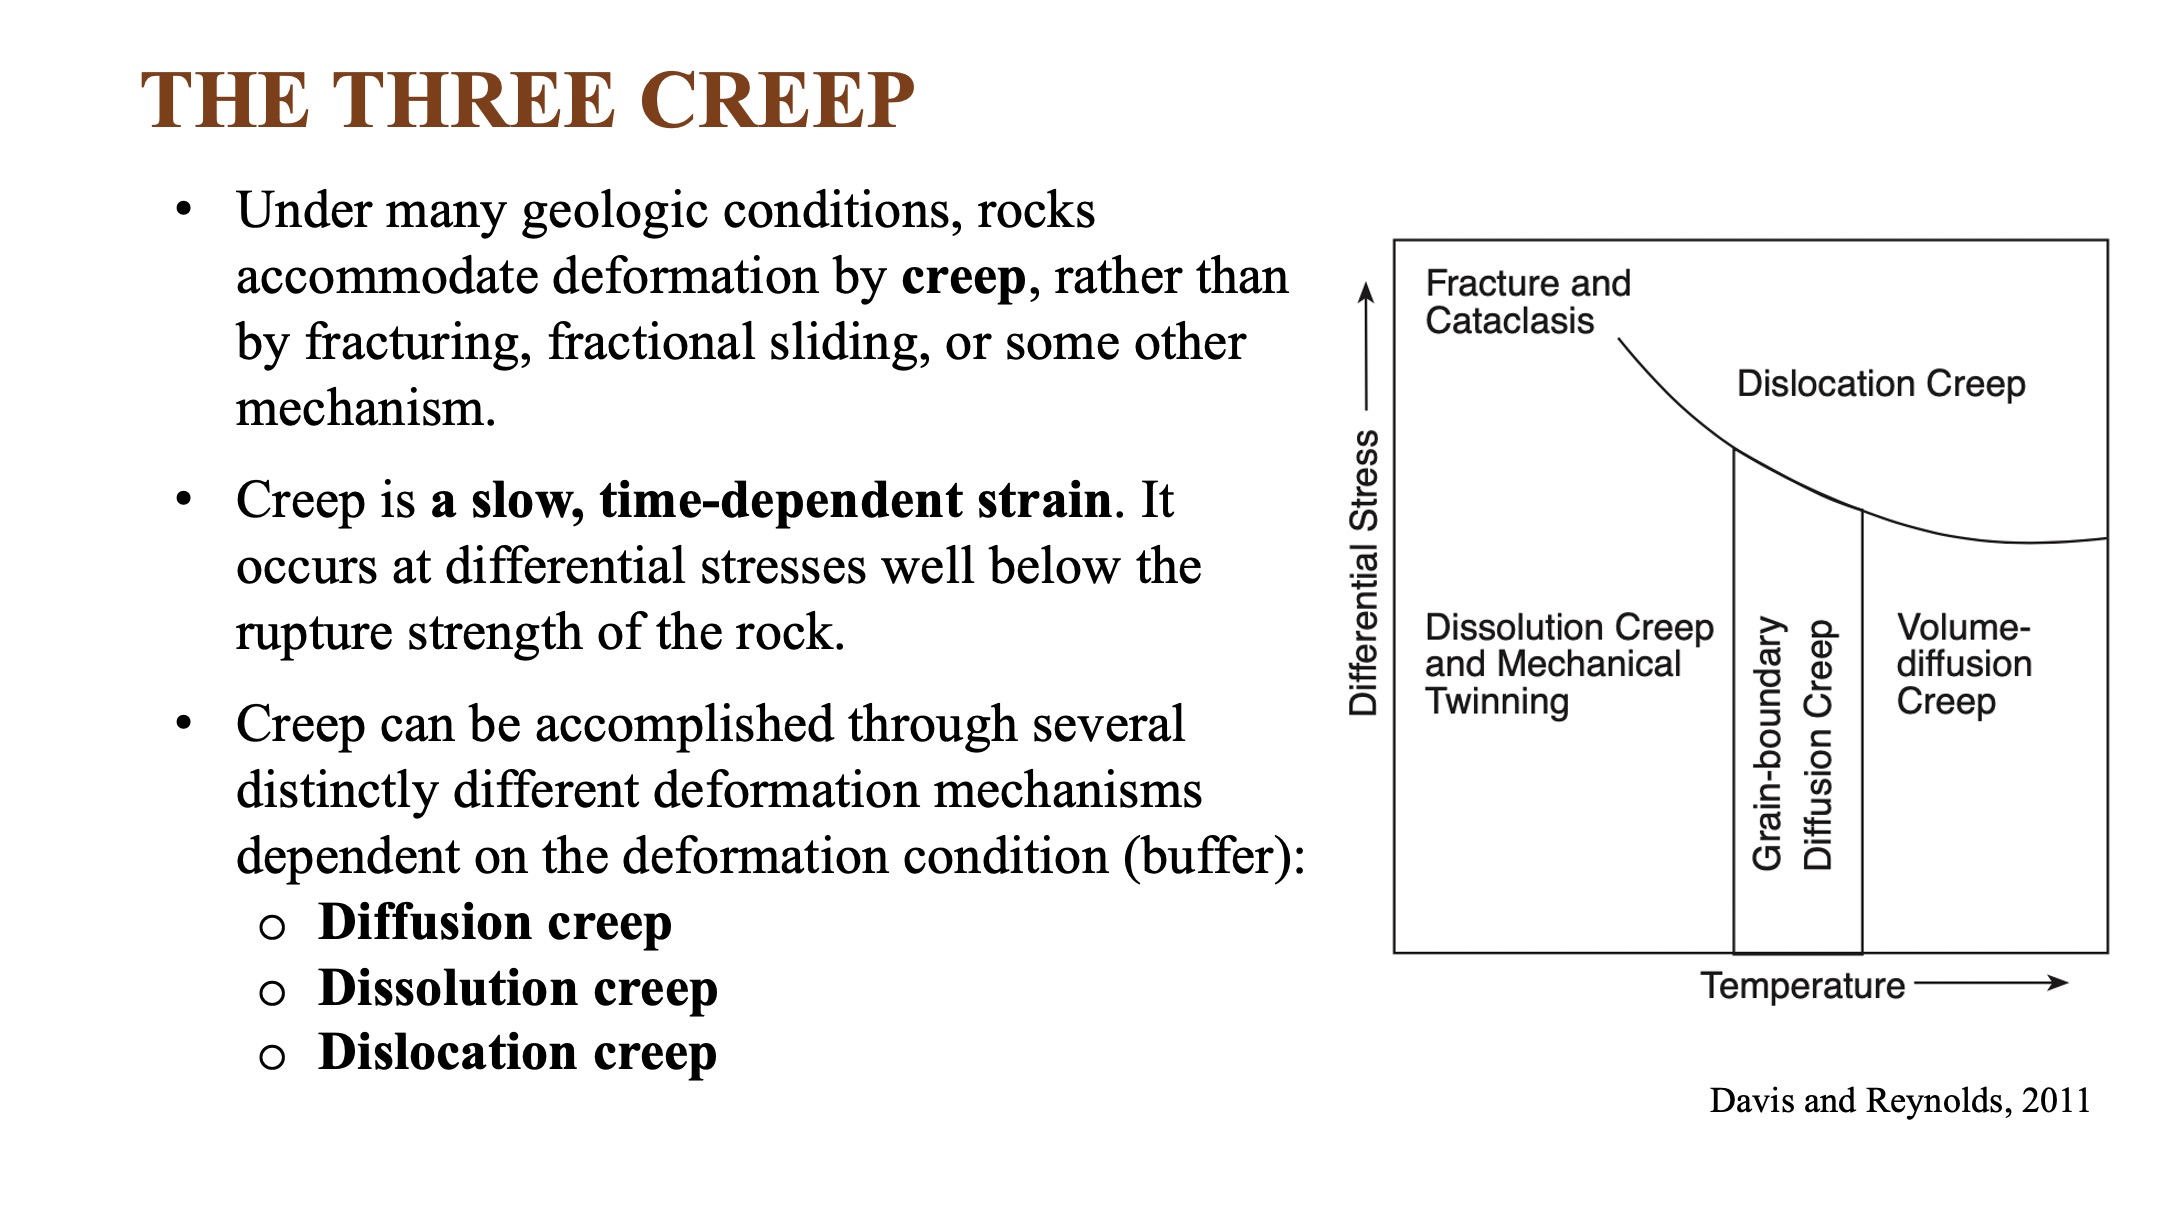 THE THREE CREEP
• Under many geologic conditions, rocks
accommodate deformation by creep, rather than
by fracturing, fractional sliding, or some other
mechanism.
• Creep is a slow, time-dependent strain. It
occurs at differential stresses well below the
rupture strength of the rock.
• Creep can be accomplished through several
distinctly different deformation mechanisms
dependent on the deformation condition (buffer):
o Diffusion creep
o Dissolution creep
o Dislocation creep
Differential Stress
Fracture and
Cataclasis
Dislocation Creep
Dissolution Creep
and Mechanical
Twinning
Grain-boundary
Diffusion Creep
Volume-
diffusion
Creep
Temperature
Davis and Reynolds, 2011